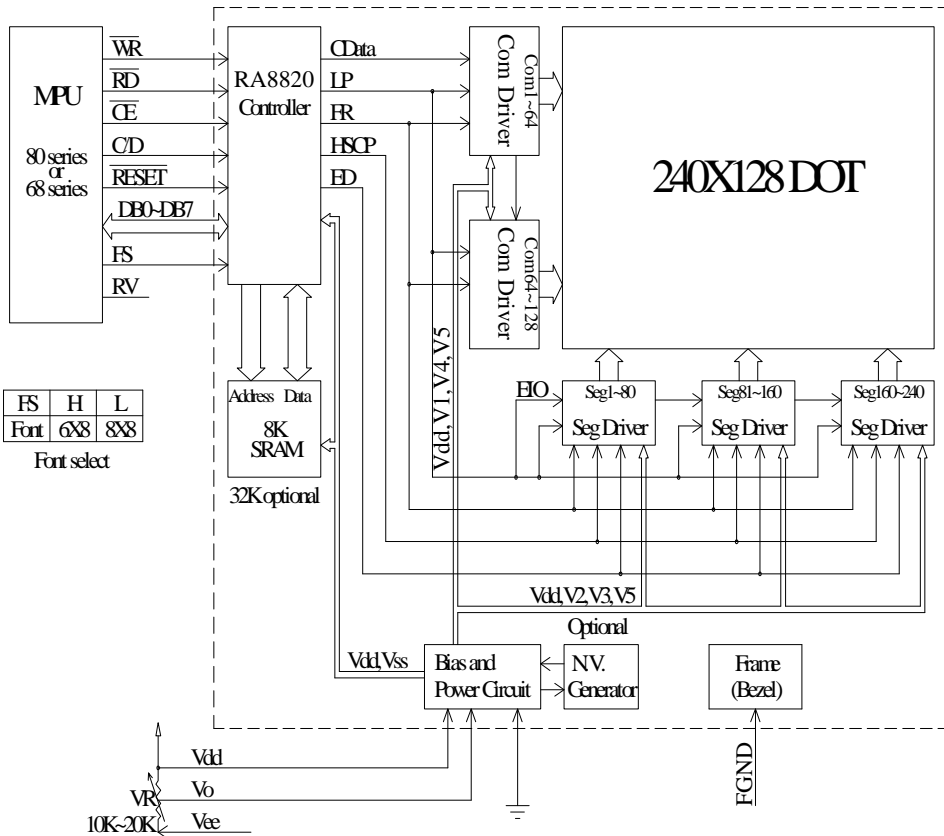 MPU
80 series
or
68 series
WR
RD
CE
C/D
RESET
DB0~DB7
FS
RV
RA8820
Controller
CData
LP
FR
HSCP
ED
Com Driver
Com1~64
Com Driver
Com64~128
240X128 DOT
Vdd,V1,V4,V5
EIO
Seg1~80
Seg Driver
Seg81~160
Seg Driver
Seg160~240
Seg Driver
Address Data
8K
SRAM
32K optional
FS H L
Font 6X8 8X8
Font select
Vdd,V2,V3,V5
Optional
Vdd,Vss
Bias and
Power Circuit
N.V.
Generator
Frame
(Bezel)
FGND
Vdd
VR
Vo
10K~20K
Vee